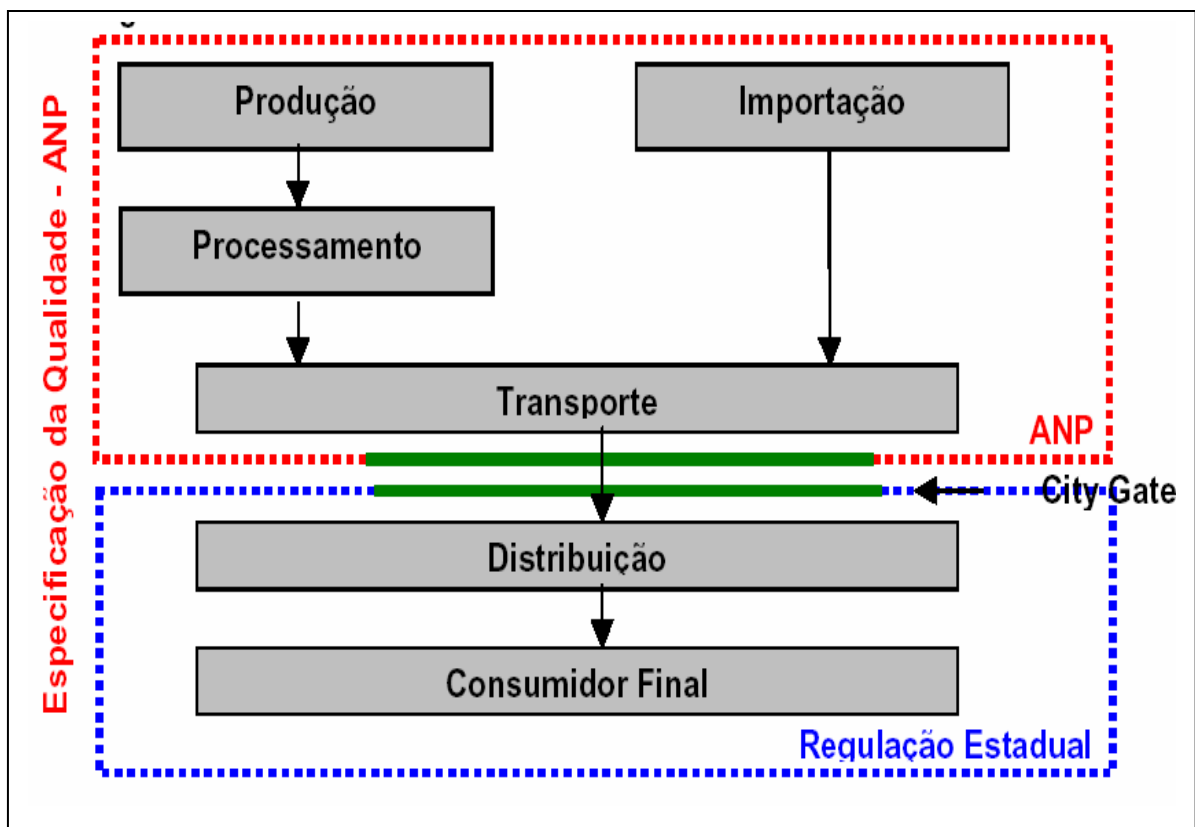 Especificação da Qualidade - ANP
Produção
Importação
Processamento
Transporte
ANP
City Gate
Distribuição
Consumidor Final
Regulação Estadual